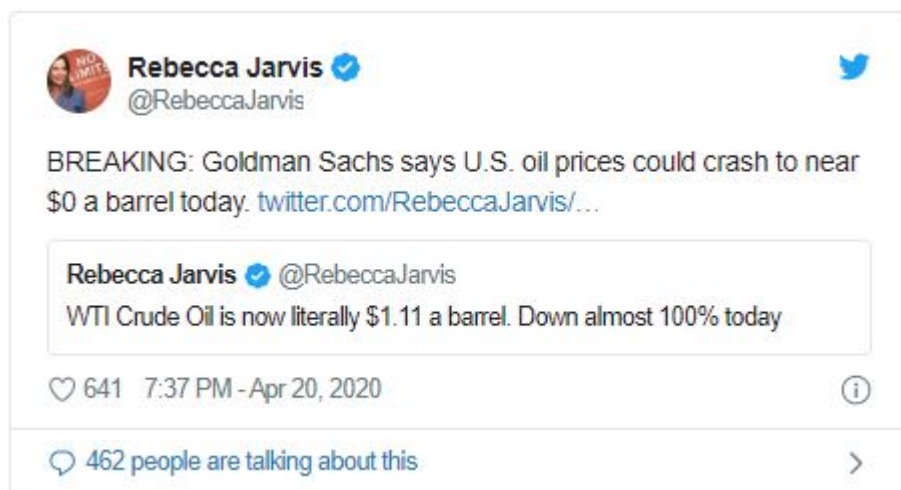 NO
LIMITS
Rebecca Jarvis
@RebeccaJarvis
BREAKING: Goldman Sachs says U.S. oil prices could crash to near
$0 a barrel today. twitter.com/RebeccaJarvis/…
Rebecca Jarvis @RebeccaJarvis
WTI Crude Oil is now literally $1.11 a barrel. Down almost 100% today
641 7:37 PM - Apr 20, 2020
462 people are talking about this